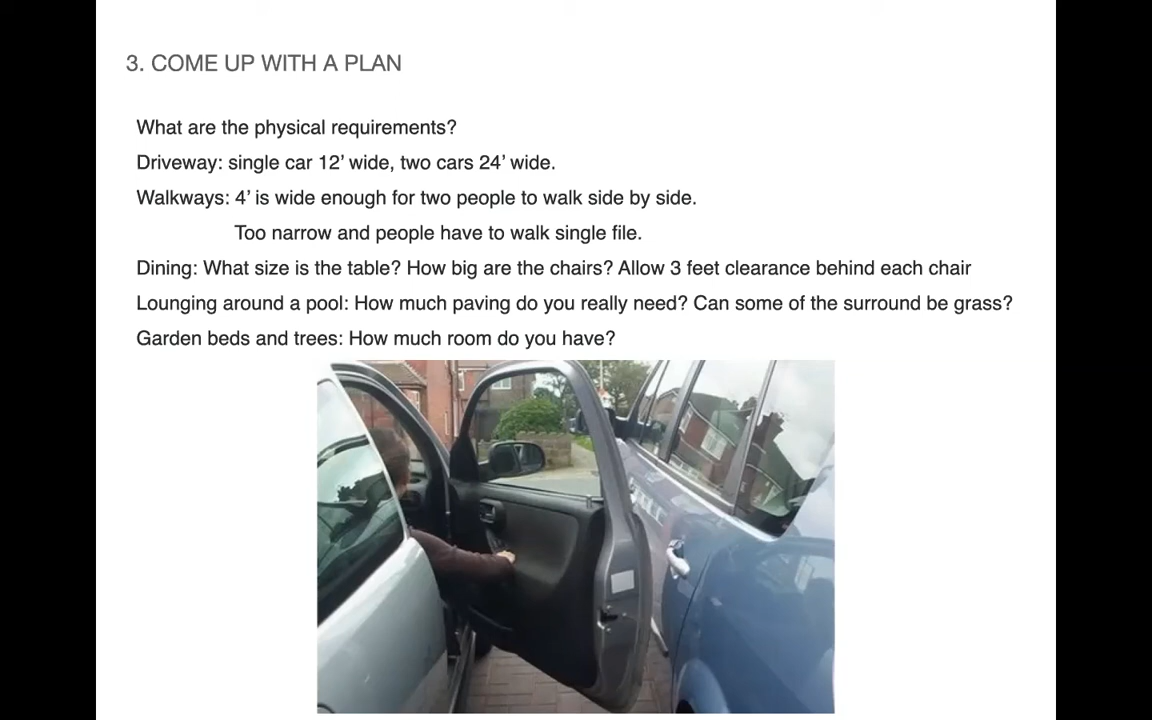 3. COME UP WITH A PLAN
What are the physical requirements?
Driveway: single car 12’ wide, two cars 24’ wide.
Walkways: 4’ is wide enough for two people to walk side by side.
Too narrow and people have to walk single file.
Dining: What size is the table? How big are the chairs? Allow 3 feet clearance behind each chair
Lounging around a pool: How much paving do you really need? Can some of the surround be grass?
Garden beds and trees: How much room do you have?